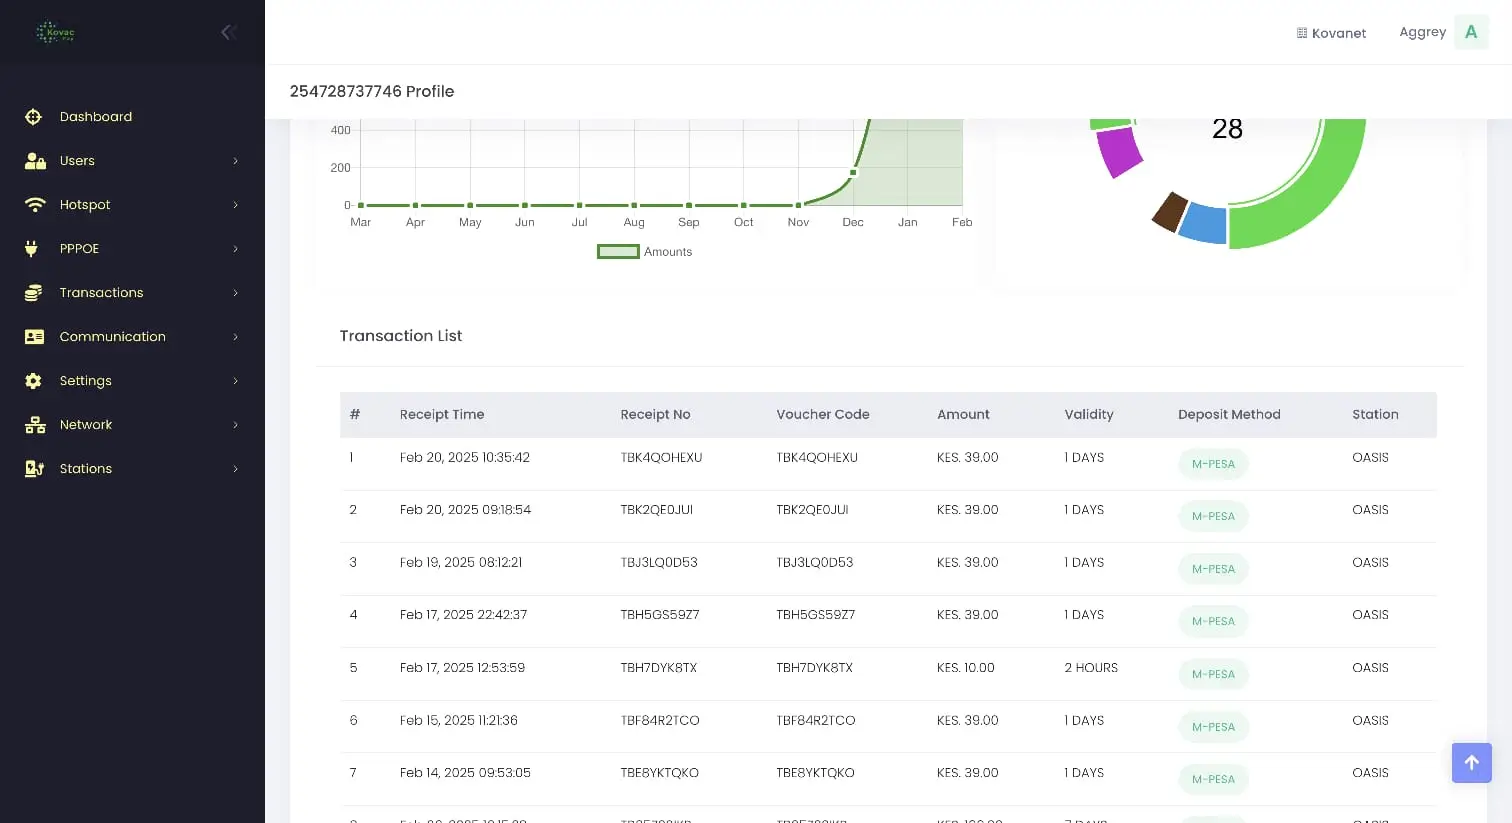 Kovac
Kovanet
Aggrey
A
254728737746 Profile
Dashboard
Users
Hotspot
PPPOE
Transactions
Communication
Settings
Network
Stations
400
200
0
Mar Apr May Jun Jul Aug Sep Oct Nov Dec Jan Feb
Amounts
28
Transaction List
# Receipt Time Receipt No Voucher Code Amount Validity Deposit Method Station
1 Feb 20, 2025 10:35:42 TBK4QOHEXU TBK4QOHEXU KES. 39.00 1 DAYS M-PESA OASIS
2 Feb 20, 2025 09:18:54 TBK2QE0JUI TBK2QE0JUI KES. 39.00 1 DAYS M-PESA OASIS
3 Feb 19, 2025 08:12:21 TBJ3LQ0D53 TBJ3LQ0D53 KES. 39.00 1 DAYS M-PESA OASIS
4 Feb 17, 2025 22:42:37 TBH5GS59Z7 TBH5GS59Z7 KES. 39.00 1 DAYS M-PESA OASIS
5 Feb 17, 2025 12:53:59 TBH7DYK8TX TBH7DYK8TX KES. 10.00 2 HOURS M-PESA OASIS
6 Feb 15, 2025 11:21:36 TBF84R2TCO TBF84R2TCO KES. 39.00 1 DAYS M-PESA OASIS
7 Feb 14, 2025 09:53:05 TBE8YKTQKO TBE8YKTQKO KES. 39.00 1 DAYS M-PESA OASIS